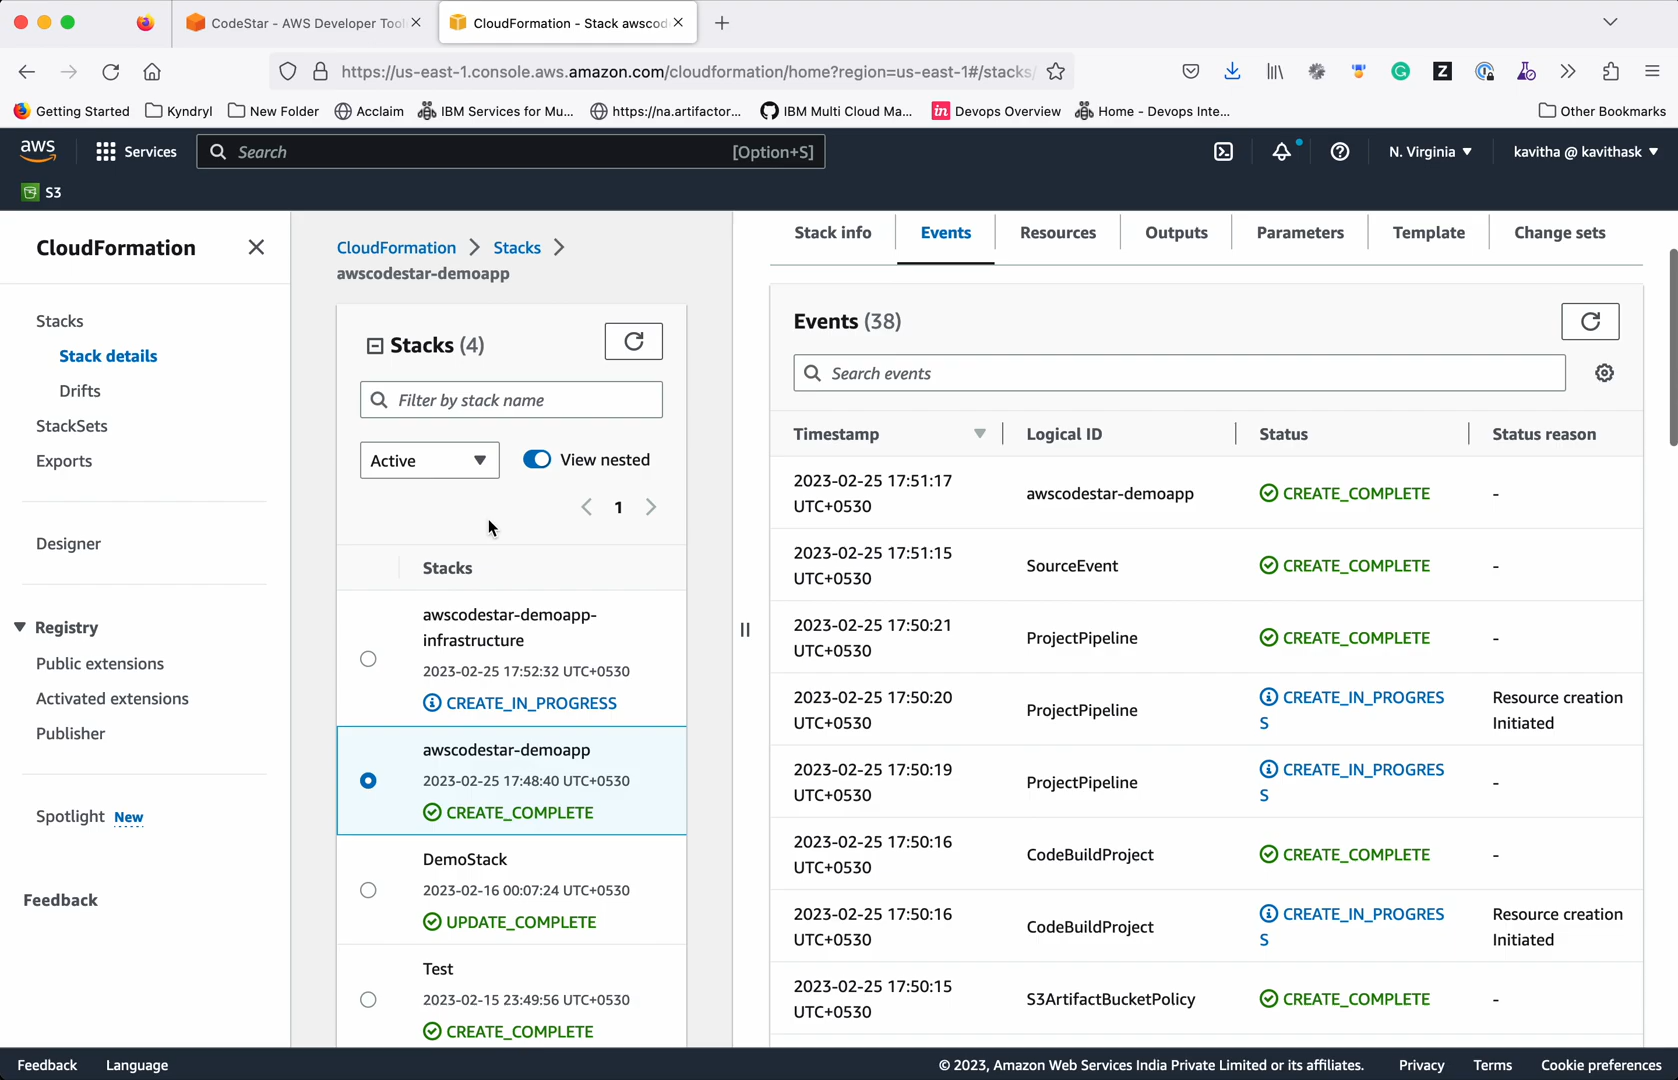 CodeStar - AWS Developer Tool
CloudFormation - Stack awscod
https://us-east-1.console.aws.amazon.com/cloudformation/home?region=us-east-1#/stacks/
Getting Started
Kyndryl
New Folder
Acclaim
IBM Services for Mu...
https://na.artifactor...
IBM Multi Cloud Ma...
in Devops Overview
Home - Devops Inte...
Other Bookmarks
aws
Services
Search
[Option+S]
N. Virginia
kavitha @ kavithask
S3
CloudFormation
Stacks
Stack details
Drifts
StackSets
Exports
Designer
Registry
Public extensions
Activated extensions
Publisher
Spotlight New
Feedback
CloudFormation > Stacks >
awscodestar-demoapp
Stacks (4)
Filter by stack name
Active
View nested
1
Stacks
awscodestar-demoapp-
infrastructure
2023-02-25 17:52:32 UTC+0530
CREATE_IN_PROGRESS
awscodestar-demoapp
2023-02-25 17:48:40 UTC+0530
CREATE_COMPLETE
DemoStack
2023-02-16 00:07:24 UTC+0530
UPDATE_COMPLETE
Test
2023-02-15 23:49:56 UTC+0530
CREATE_COMPLETE
Stack info
Events
Resources
Outputs
Parameters
Template
Change sets
Events (38)
Search events
Timestamp
Logical ID
Status
Status reason
2023-02-25 17:51:17
UTC+0530
awscodestar-demoapp
CREATE_COMPLETE
-
2023-02-25 17:51:15
UTC+0530
SourceEvent
CREATE_COMPLETE
-
2023-02-25 17:50:21
UTC+0530
ProjectPipeline
CREATE_COMPLETE
-
2023-02-25 17:50:20
UTC+0530
ProjectPipeline
CREATE_IN_PROGRES
S
Resource creation
Initiated
2023-02-25 17:50:19
UTC+0530
ProjectPipeline
CREATE_IN_PROGRES
S
-
2023-02-25 17:50:16
UTC+0530
CodeBuildProject
CREATE_COMPLETE
-
2023-02-25 17:50:16
UTC+0530
CodeBuildProject
CREATE_IN_PROGRES
S
Resource creation
Initiated
2023-02-25 17:50:15
UTC+0530
S3ArtifactBucketPolicy
CREATE_COMPLETE
-
Feedback
Language
© 2023, Amazon Web Services India Private Limited or its affiliates.
Privacy
Terms
Cookie preferences